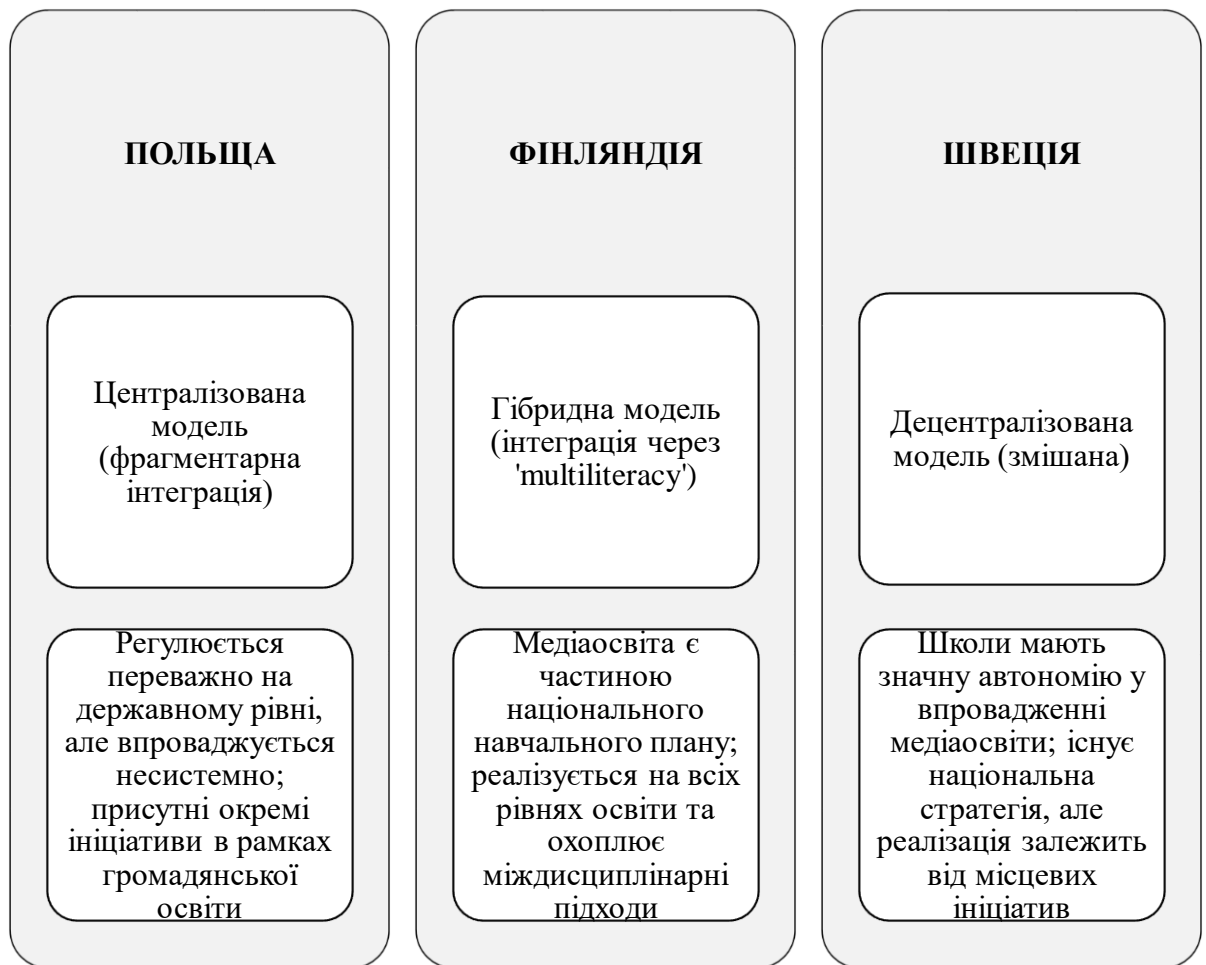 ПОЛЬЩА
Централізована
модель
(фрагментарна
інтеграція)
Регулюється
переважно на
державному рівні,
але впроваджується
несистемно;
присутні окремі
ініціативи в рамках
громадянської
освіти
ФІНЛЯНДІЯ
Гібридна модель
(інтеграція через
'multiliteracy')
Медіаосвіта є
частиною
національного
навчального плану;
реалізується на всіх
рівнях освіти та
охоплює
міждисциплінарні
підходи
ШВЕЦІЯ
Децентралізована
модель (змішана)
Школи мають
значну автономію у
впровадженні
медіаосвіти; існує
національна
стратегія, але
реалізація залежить
від місцевих
ініціатив